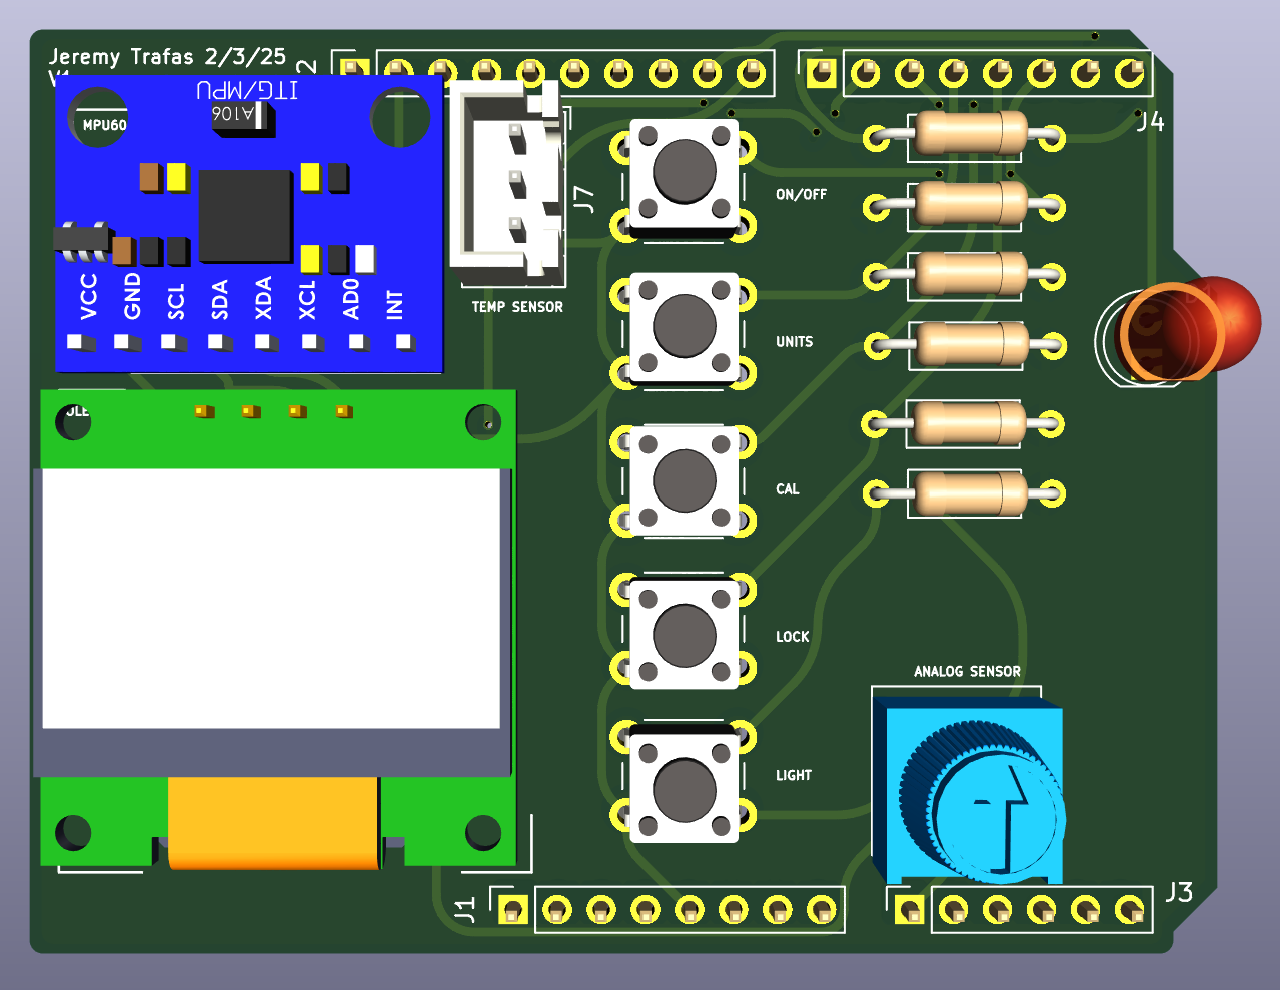 Jeremy Trafas 2/3/25
V1
2
ITG/MPU
A106
MPU60
J4
ON/OFF
J7
VCC
GND
SCL
SDA
XDA
XCL
AD0
INT
TEMP SENSOR
UNITS
OLE
CAL
LOCK
ANALOG SENSOR
LIGHT
J1
J3